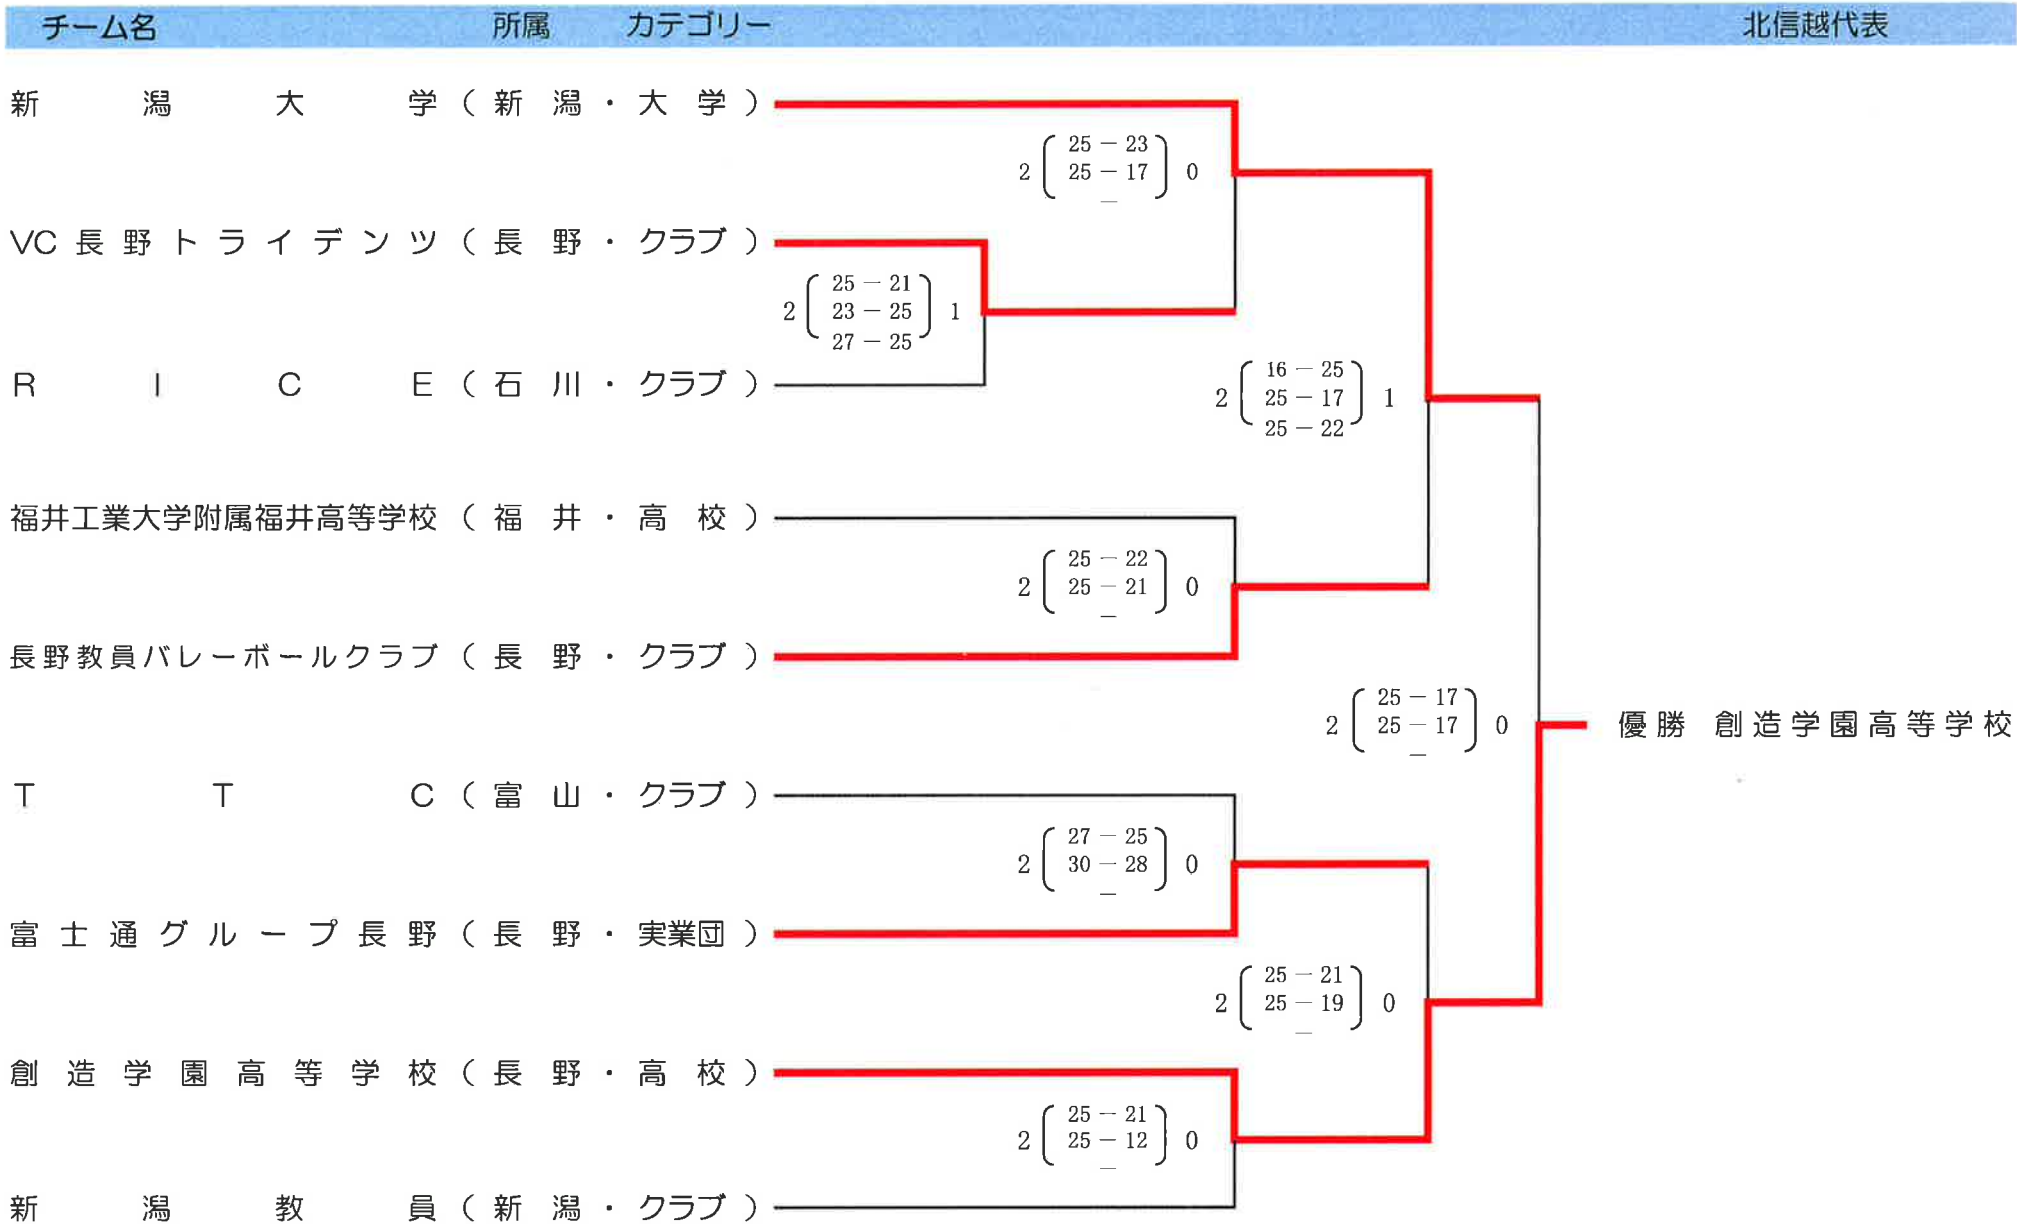 チーム名 所属 カテゴリー 北信越代表
新潟大学(新潟・大学)
25 − 23
2 25 − 17 0
−
VC長野トライデンツ(長野・クラブ)
25 − 21
2 23 − 25 1
27 − 25
RICE(石川・クラブ)
16 − 25
2 25 − 17 1
25 − 22
福井工業大学附属福井高等学校(福井・高校)
25 − 22
2 25 − 21 0
−
長野教員バレーボールクラブ(長野・クラブ)
25 − 17
2 25 − 17 0
−
優勝 創造学園高等学校
TTC(富山・クラブ)
27 − 25
2 30 − 28 0
−
富士通グループ長野(長野・実業団)
25 − 21
2 25 − 19 0
−
創造学園高等学校(長野・高校)
25 − 21
2 25 − 12 0
−
新潟教員(新潟・クラブ)